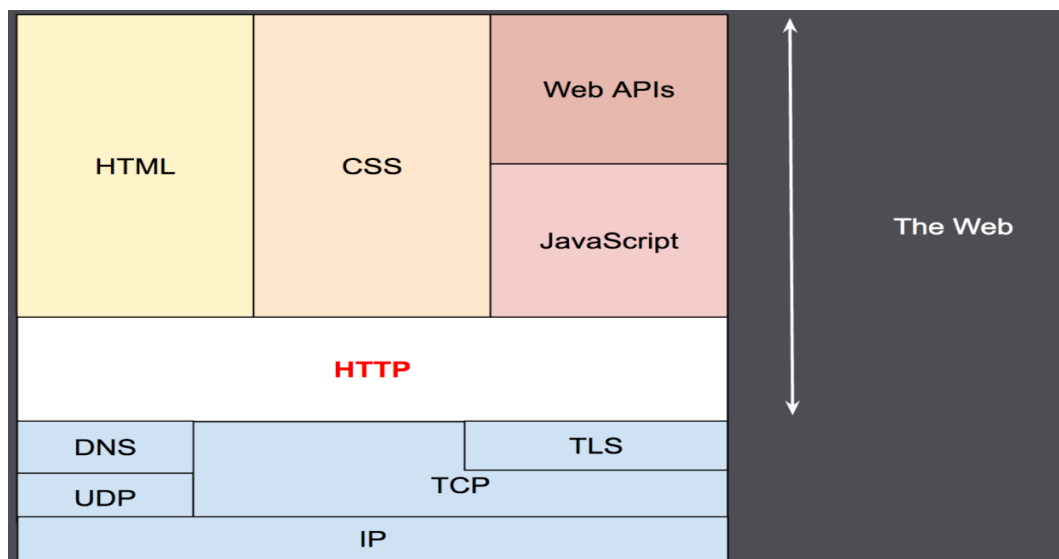 Web APIs
HTML
CSS
The Web
JavaScript
HTTP
DNS
TLS
TCP
UDP
IP